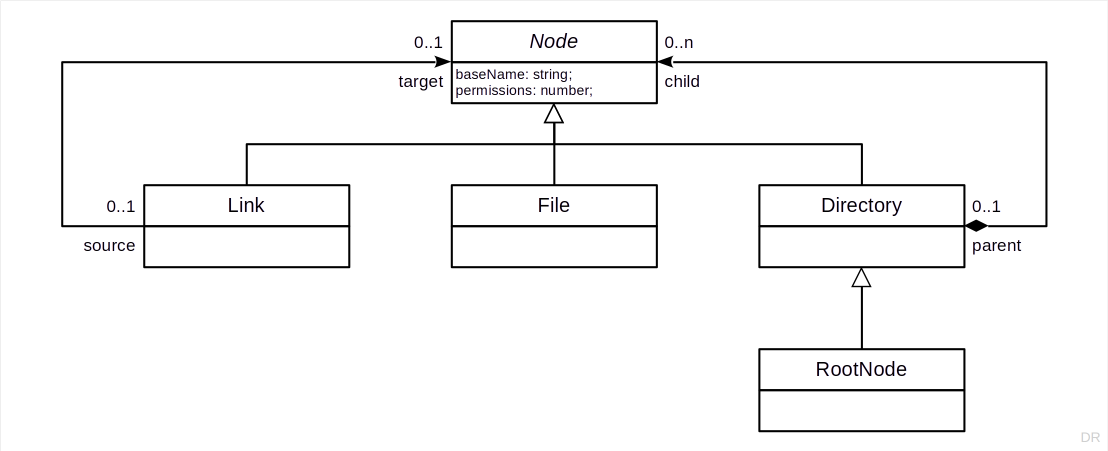 0..1
Node
0..n
target
baseName: string;
permissions: number;
child
0..1
Link
File
Directory
0..1
source
parent
RootNode
DR